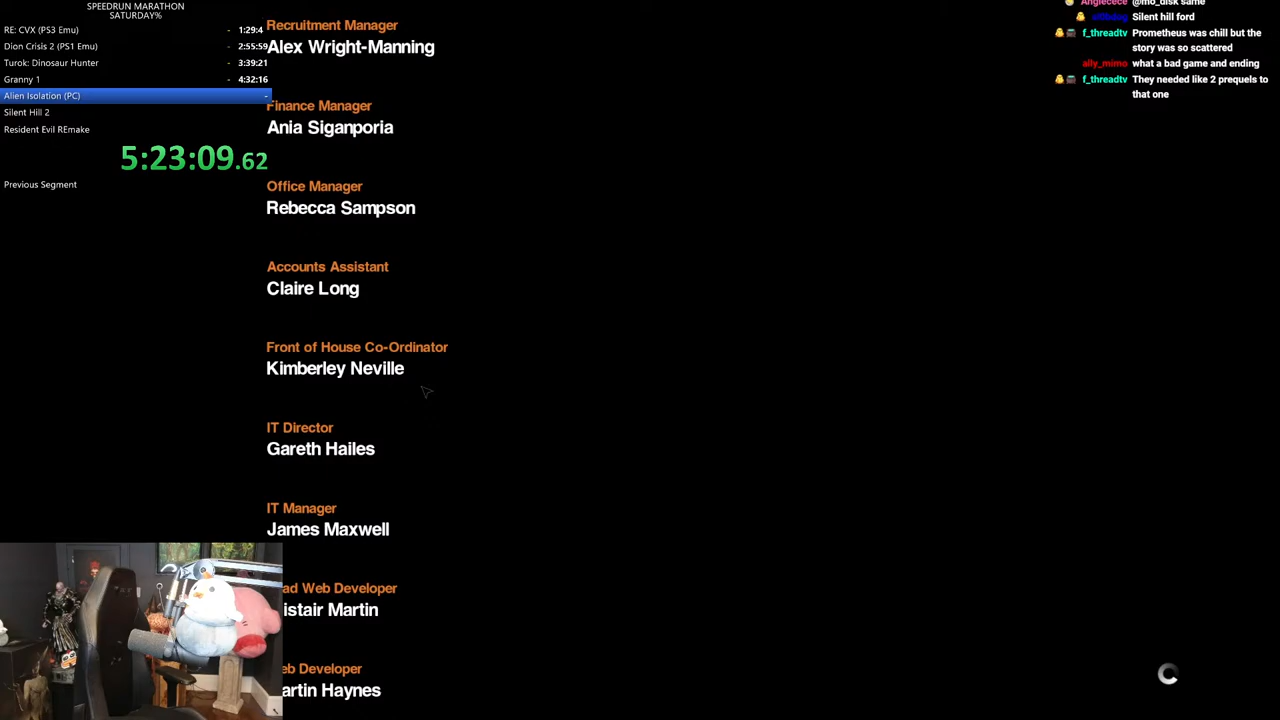 SPEEDRUN MARATHON
SATURDAY%
RE: CVX (PS3 Emu) - 1:29:4
Dion Crisis 2 (PS1 Emu) - 2:55:59
Turok: Dinosaur Hunter - 3:39:21
Granny 1 - 4:32:16
Alien Isolation (PC) -
Silent Hill 2
Resident Evil REmake
5:23:09.62
Previous Segment
Recruitment Manager
Alex Wright-Manning
Finance Manager
Ania Siganporia
Office Manager
Rebecca Sampson
Accounts Assistant
Claire Long
Front of House Co-Ordinator
Kimberley Neville
IT Director
Gareth Hailes
IT Manager
James Maxwell
ad Web Developer
istair Martin
eb Developer
artin Haynes
Angiecece @mo_disk same
Silent hill ford
f_threadtv Prometheus was chill but the
story was so scattered
ally_mimo what a bad game and ending
f_threadtv They needed like 2 prequels to
that one